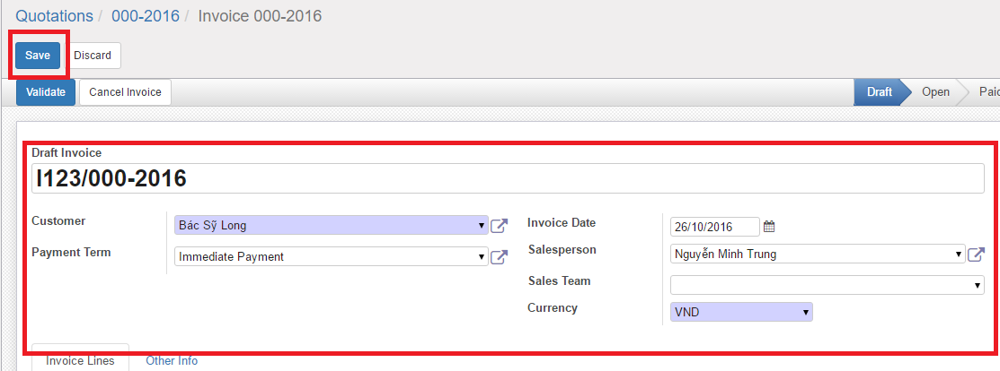 Quotations / 000-2016 / Invoice 000-2016
Save Discard
Validate Cancel Invoice Draft Open Paid
Draft Invoice
I123/000-2016
Customer Bác Sỹ Long
Payment Term Immediate Payment
Invoice Date 26/10/2016
Salesperson Nguyễn Minh Trung
Sales Team
Currency VND
Invoice Lines Other Info